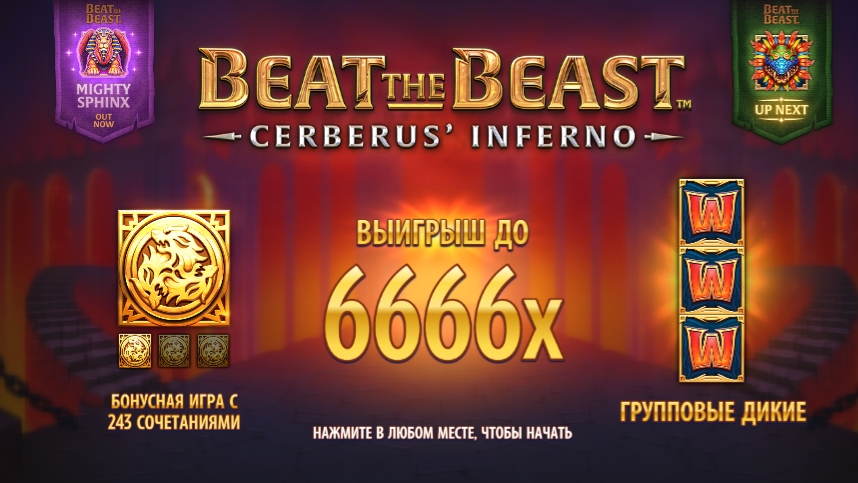 BEAT THE BEAST
MIGHTY
SPHINX
OUT
NOW
BEAT THE BEAST™
CERBERUS' INFERNO
BEAT THE BEAST
UP NEXT
ВЫИГРЫШ ДО
6666x
W
W
W
БОНУСНАЯ ИГРА С
243 СОЧЕТАНИЯМИ
ГРУППОВЫЕ ДИКИЕ
НАЖМИТЕ В ЛЮБОМ МЕСТЕ, ЧТОБЫ НАЧАТЬ